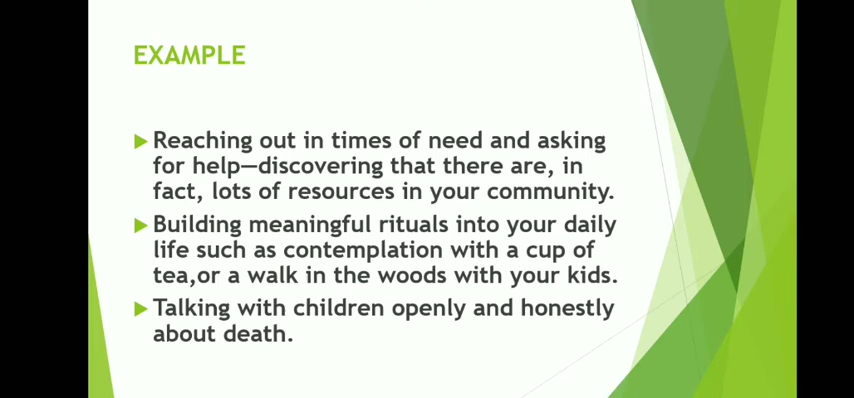 EXAMPLE
Reaching out in times of need and asking
for help—discovering that there are, in
fact, lots of resources in your community.
Building meaningful rituals into your daily
life such as contemplation with a cup of
tea,or a walk in the woods with your kids.
Talking with children openly and honestly
about death.